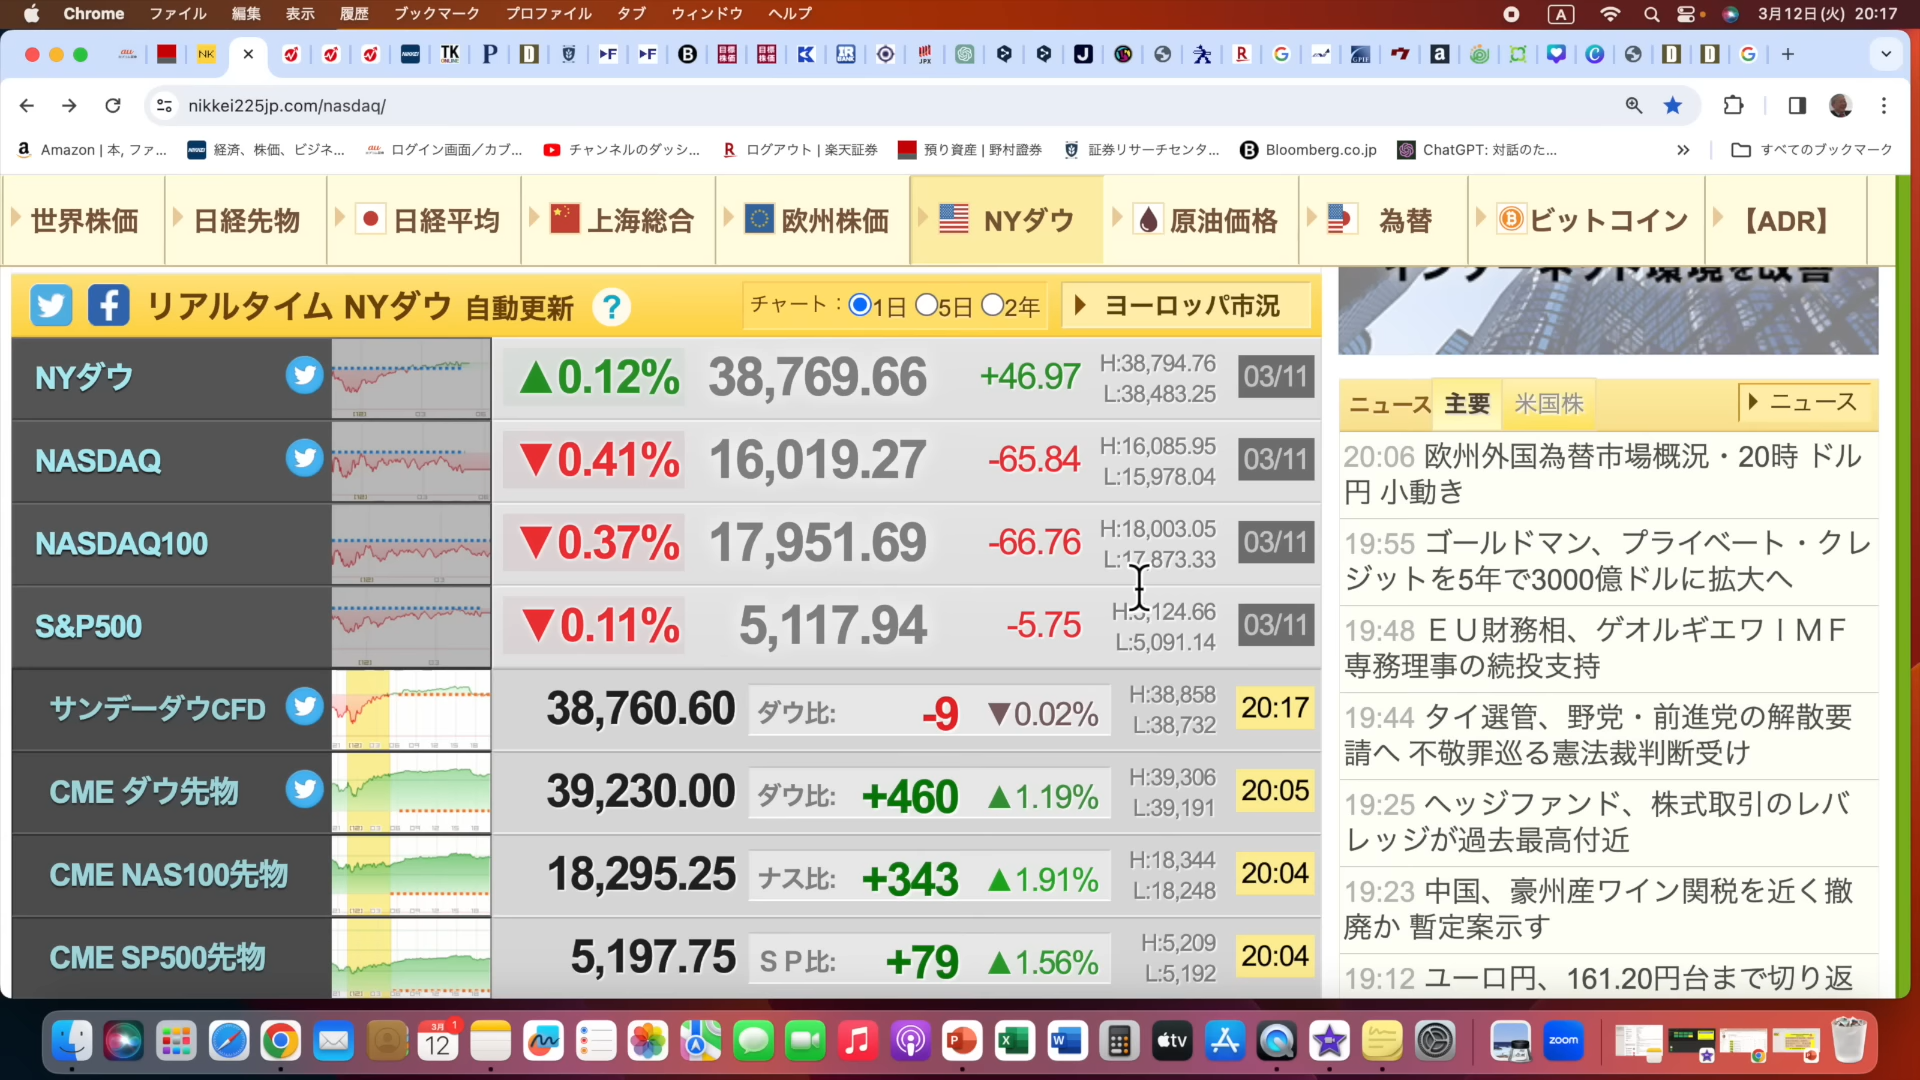 Chrome ファイル 編集 表示 履歴 ブックマーク プロファイル タブ ウィンドウ ヘルプ A 3月12日(火) 20:17
nikkei225jp.com/nasdaq/
Amazon | 本, ファ... 経済、株価、ビジネ... ログイン画面／カブ... チャンネルのダッシ... ログアウト | 楽天証券 預り資産 | 野村證券 証券リサーチセンタ... Bloomberg.co.jp ChatGPT: 対話のた... » すべてのブックマーク
世界株価 日経先物 日経平均 上海総合 欧州株価 NYダウ 原油価格 為替 ビットコイン 【ADR】
リアルタイム NYダウ 自動更新 ? チャート： 1日 5日 2年 ヨーロッパ市況
NYダウ ▲0.12% 38,769.66 +46.97 H:38,794.76 L:38,483.25 03/11
NASDAQ ▼0.41% 16,019.27 -65.84 H:16,085.95 L:15,978.04 03/11
NASDAQ100 ▼0.37% 17,951.69 -66.76 H:18,003.05 L:17,873.33 03/11
S&P500 ▼0.11% 5,117.94 -5.75 H:5,124.66 L:5,091.14 03/11
サンデーダウCFD 38,760.60 ダウ比: -9 ▼0.02% H:38,858 L:38,732 20:17
CME ダウ先物 39,230.00 ダウ比: +460 ▲1.19% H:39,306 L:39,191 20:05
CME NAS100先物 18,295.25 ナス比: +343 ▲1.91% H:18,344 L:18,248 20:04
CME SP500先物 5,197.75 ＳＰ比: +79 ▲1.56% H:5,209 L:5,192 20:04
ニュース 主要 米国株 ニュース
20:06 欧州外国為替市場概況・20時 ドル
円 小動き
19:55 ゴールドマン、プライベート・クレ
ジットを5年で3000億ドルに拡大へ
19:48 ＥＵ財務相、ゲオルギエワＩＭＦ
専務理事の続投支持
19:44 タイ選管、野党・前進党の解散要
請へ 不敬罪巡る憲法裁判断受け
19:25 ヘッジファンド、株式取引のレバ
レッジが過去最高付近
19:23 中国、豪州産ワイン関税を近く撤
廃か 暫定案示す
19:12 ユーロ円、161.20円台まで切り返
3月 1
12
tv
zoom